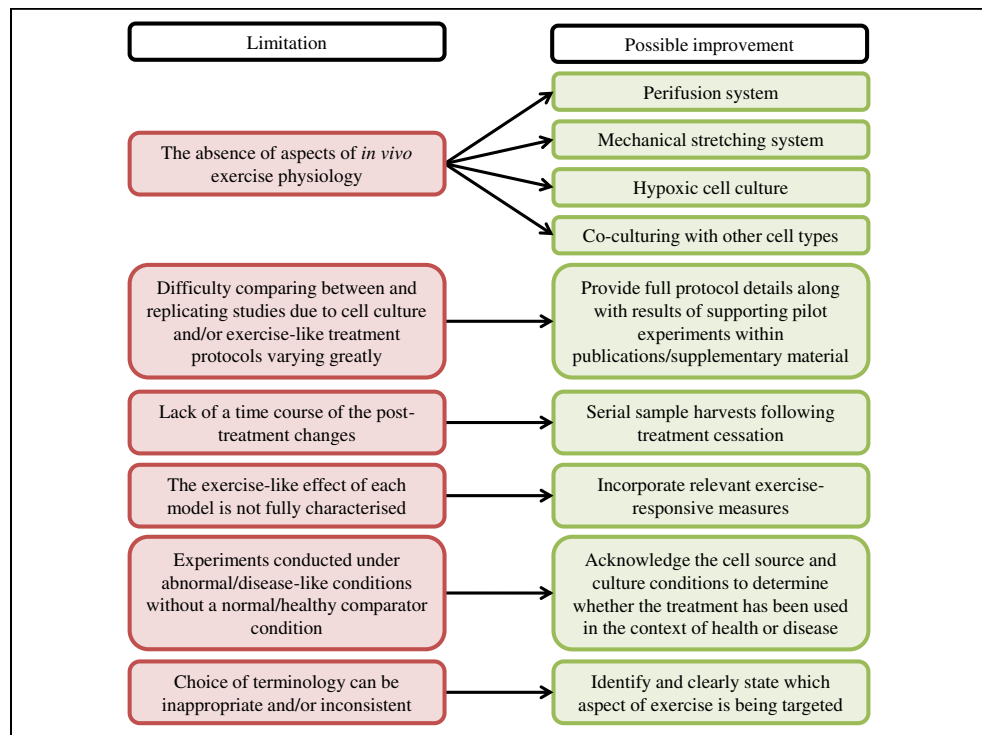 Limitation
Possible improvement
The absence of aspects of in vivo
exercise physiology
Perifusion system
Mechanical stretching system
Hypoxic cell culture
Co-culturing with other cell types
Difficulty comparing between and
replicating studies due to cell culture
and/or exercise-like treatment
protocols varying greatly
Provide full protocol details along
with results of supporting pilot
experiments within
publications/supplementary material
Lack of a time course of the post-
treatment changes
Serial sample harvests following
treatment cessation
The exercise-like effect of each
model is not fully characterised
Incorporate relevant exercise-
responsive measures
Experiments conducted under
abnormal/disease-like conditions
without a normal/healthy comparator
condition
Acknowledge the cell source and
culture conditions to determine
whether the treatment has been used
in the context of health or disease
Choice of terminology can be
inappropriate and/or inconsistent
Identify and clearly state which
aspect of exercise is being targeted